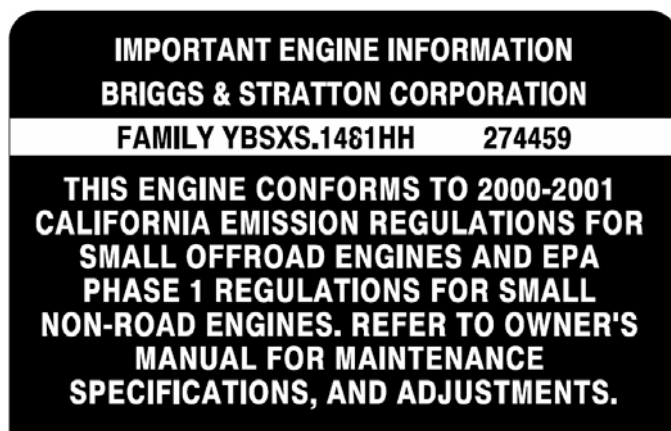 IMPORTANT ENGINE INFORMATION
BRIGGS & STRATTON CORPORATION
FAMILY YBSXS.1481HH 274459
THIS ENGINE CONFORMS TO 2000-2001
CALIFORNIA EMISSION REGULATIONS FOR
SMALL OFFROAD ENGINES AND EPA
PHASE 1 REGULATIONS FOR SMALL
NON-ROAD ENGINES. REFER TO OWNER'S
MANUAL FOR MAINTENANCE
SPECIFICATIONS, AND ADJUSTMENTS.